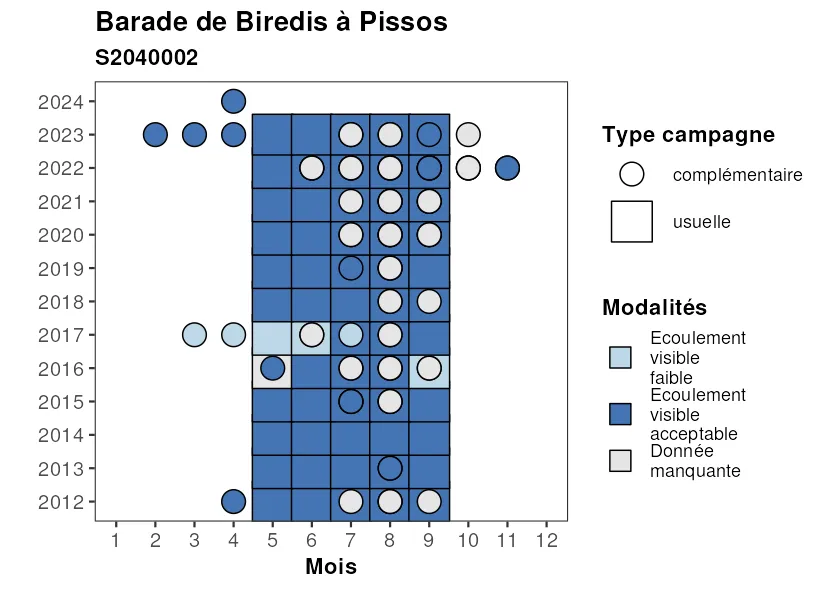 Barade de Biredis à Pissos
S2040002
2024
2023
2022
2021
2020
2019
2018
2017
2016
2015
2014
2013
2012
1 2 3 4 5 6 7 8 9 10 11 12
Mois
Type campagne
complémentaire
usuelle
Modalités
Ecoulement
visible
faible
Ecoulement
visible
acceptable
Donnée
manquante